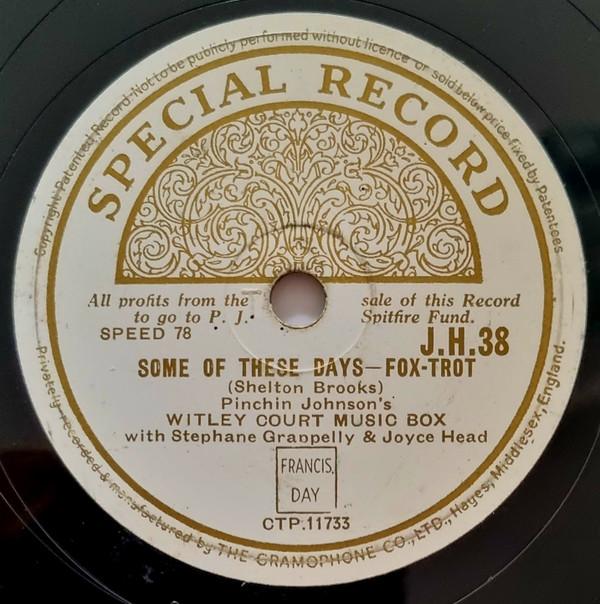 Copyright. Patented Record-Not to be publicly performed without licence or sold below price fixed by Patentees
SPECIAL RECORD
All profits from the sale of this Record
to go to P. J. Spitfire Fund.
SPEED 78
J.H.38
SOME OF THESE DAYS—FOX-TROT
(Shelton Brooks)
Pinchin Johnson's
WITLEY COURT MUSIC BOX
with Stephane Grappelly & Joyce Head
FRANCIS,
DAY
CTP.11733
Privately recorded & manufactured by THE GRAMOPHONE CO., LTD., Hayes, Middlesex, England.